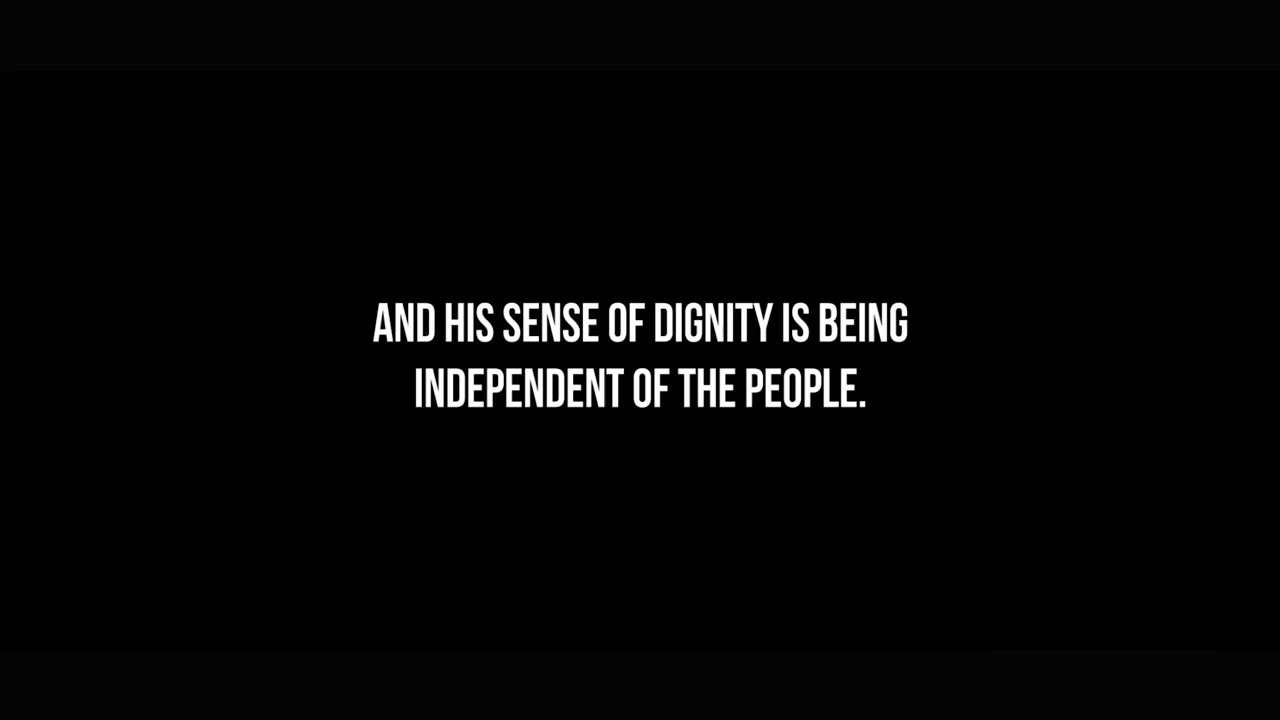 AND HIS SENSE OF DIGNITY IS BEING
INDEPENDENT OF THE PEOPLE.